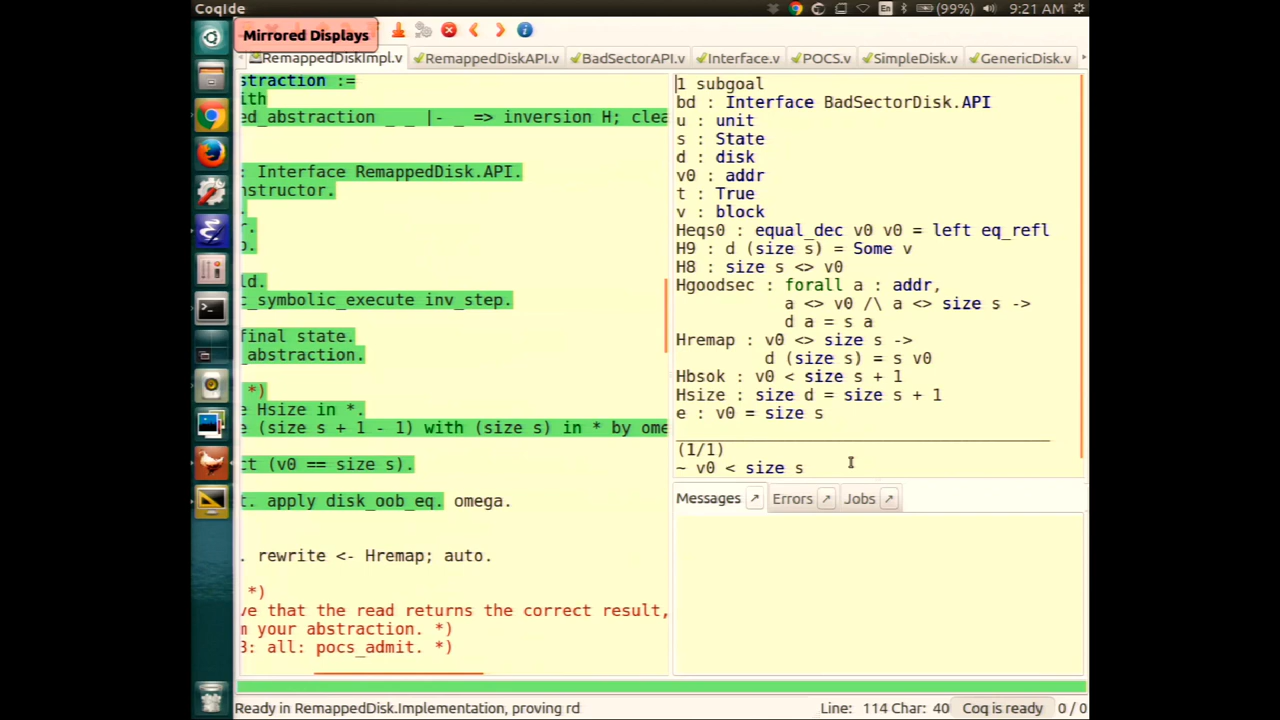 CoqIde
En
(99%)
9:21 AM
Mirrored Displays
RemappedDiskImpl.v
RemappedDiskAPI.v
BadSectorAPI.v
Interface.v
POCS.v
SimpleDisk.v
GenericDisk.v
straction :=
ith
ed_abstraction _ _ |- _ => inversion H; clea
: Interface RemappedDisk.API.
nstructor.
.
r.
o.
ld.
c_symbolic_execute inv_step.
final state.
_abstraction.
*)
e Hsize in *.
e (size s + 1 - 1) with (size s) in * by ome
ct (v0 == size s).
t. apply disk_oob_eq. omega.
. rewrite <- Hremap; auto.
*)
ve that the read returns the correct result,
m your abstraction. *)
3: all: pocs_admit. *)
1 subgoal
bd : Interface BadSectorDisk.API
u : unit
s : State
d : disk
v0 : addr
t : True
v : block
Heqs0 : equal_dec v0 v0 = left eq_refl
H9 : d (size s) = Some v
H8 : size s <> v0
Hgoodsec : forall a : addr,
a <> v0 /\ a <> size s ->
d a = s a
Hremap : v0 <> size s ->
d (size s) = s v0
Hbsok : v0 < size s + 1
Hsize : size d = size s + 1
e : v0 = size s
(1/1)
~ v0 < size s
Messages
Errors
Jobs
Ready in RemappedDisk.Implementation, proving rd
Line: 114 Char: 40
Coq is ready
0 / 0